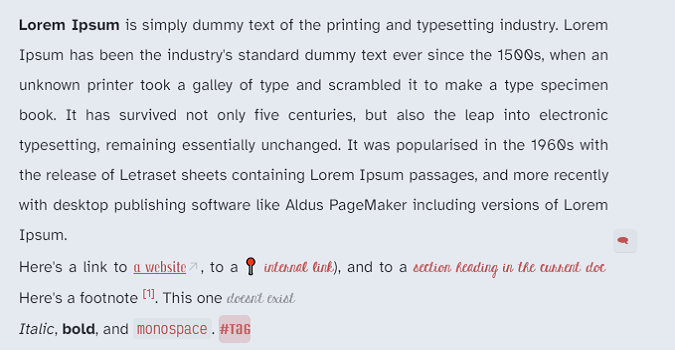 Lorem Ipsum is simply dummy text of the printing and typesetting industry. Lorem
Ipsum has been the industry's standard dummy text ever since the 1500s, when an
unknown printer took a galley of type and scrambled it to make a type specimen
book. It has survived not only five centuries, but also the leap into electronic
typesetting, remaining essentially unchanged. It was popularised in the 1960s with
the release of Letraset sheets containing Lorem Ipsum passages, and more recently
with desktop publishing software like Aldus PageMaker including versions of Lorem
Ipsum.
Here's a link to a website, to a 📍 internal link), and to a section heading in the current doc
Here's a footnote [1]. This one doesnt exist
Italic, bold, and monospace. #TAG